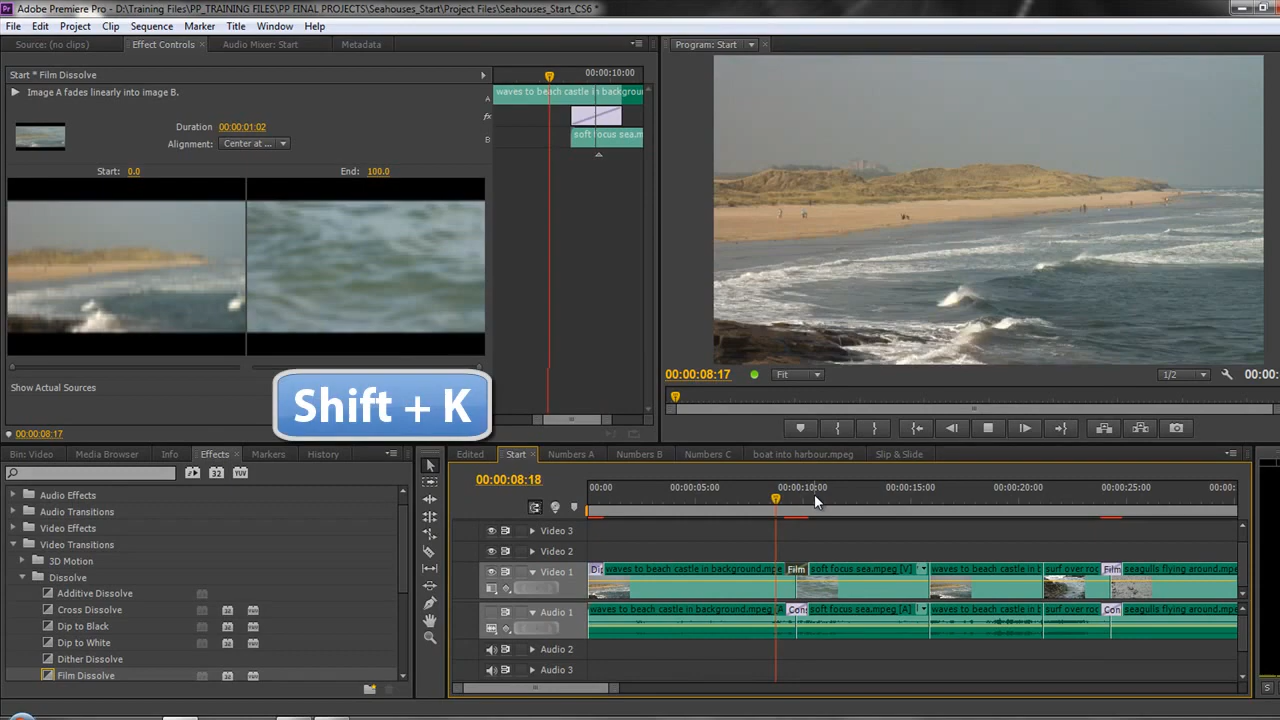 Adobe Premiere Pro - D:\Training Files\PP_TRAINING FILES\PP FINAL PROJECTS\Seahouses_Start\Project Files\Seahouses_Start_CS6 *
File Edit Project Clip Sequence Marker Title Window Help
Source: (no clips) Effect Controls Audio Mixer: Start Metadata
Program: Start
Start * Film Dissolve
00:00:10:00
Image A fades linearly into image B.
A waves to beach castle in backgrou
fx
Duration 00:00:01:02
B soft focus sea.m
Alignment: Center at ...
Start: 0.0 End: 100.0
Show Actual Sources
Shift + K
00:00:08:17 Fit 1/2 00:00:
00:00:08:17
Bin: Video Media Browser Info Effects Markers History
Edited Start Numbers A Numbers B Numbers C boat into harbour.mpeg Slip & Slide
32 YUV
00:00:08:18
00:00 00:00:05:00 00:00:10:00 00:00:15:00 00:00:20:00 00:00:25:00 00:00:
Audio Effects
Audio Transitions
Video Effects
Video Transitions
3D Motion
Dissolve
Additive Dissolve
Cross Dissolve
Dip to Black
Dip to White
Dither Dissolve
Film Dissolve
Video 3
Video 2
Video 1 Di waves to beach castle in background.mpe Film soft focus sea.mpeg [V] waves to beach castle in b surf over roc Film seagulls flying around.mp
Audio 1 waves to beach castle in background.mpeg [A Con soft focus sea.mpeg [A] waves to beach castle in b surf over roc Con seagulls flying around.mp
Audio 2
Audio 3